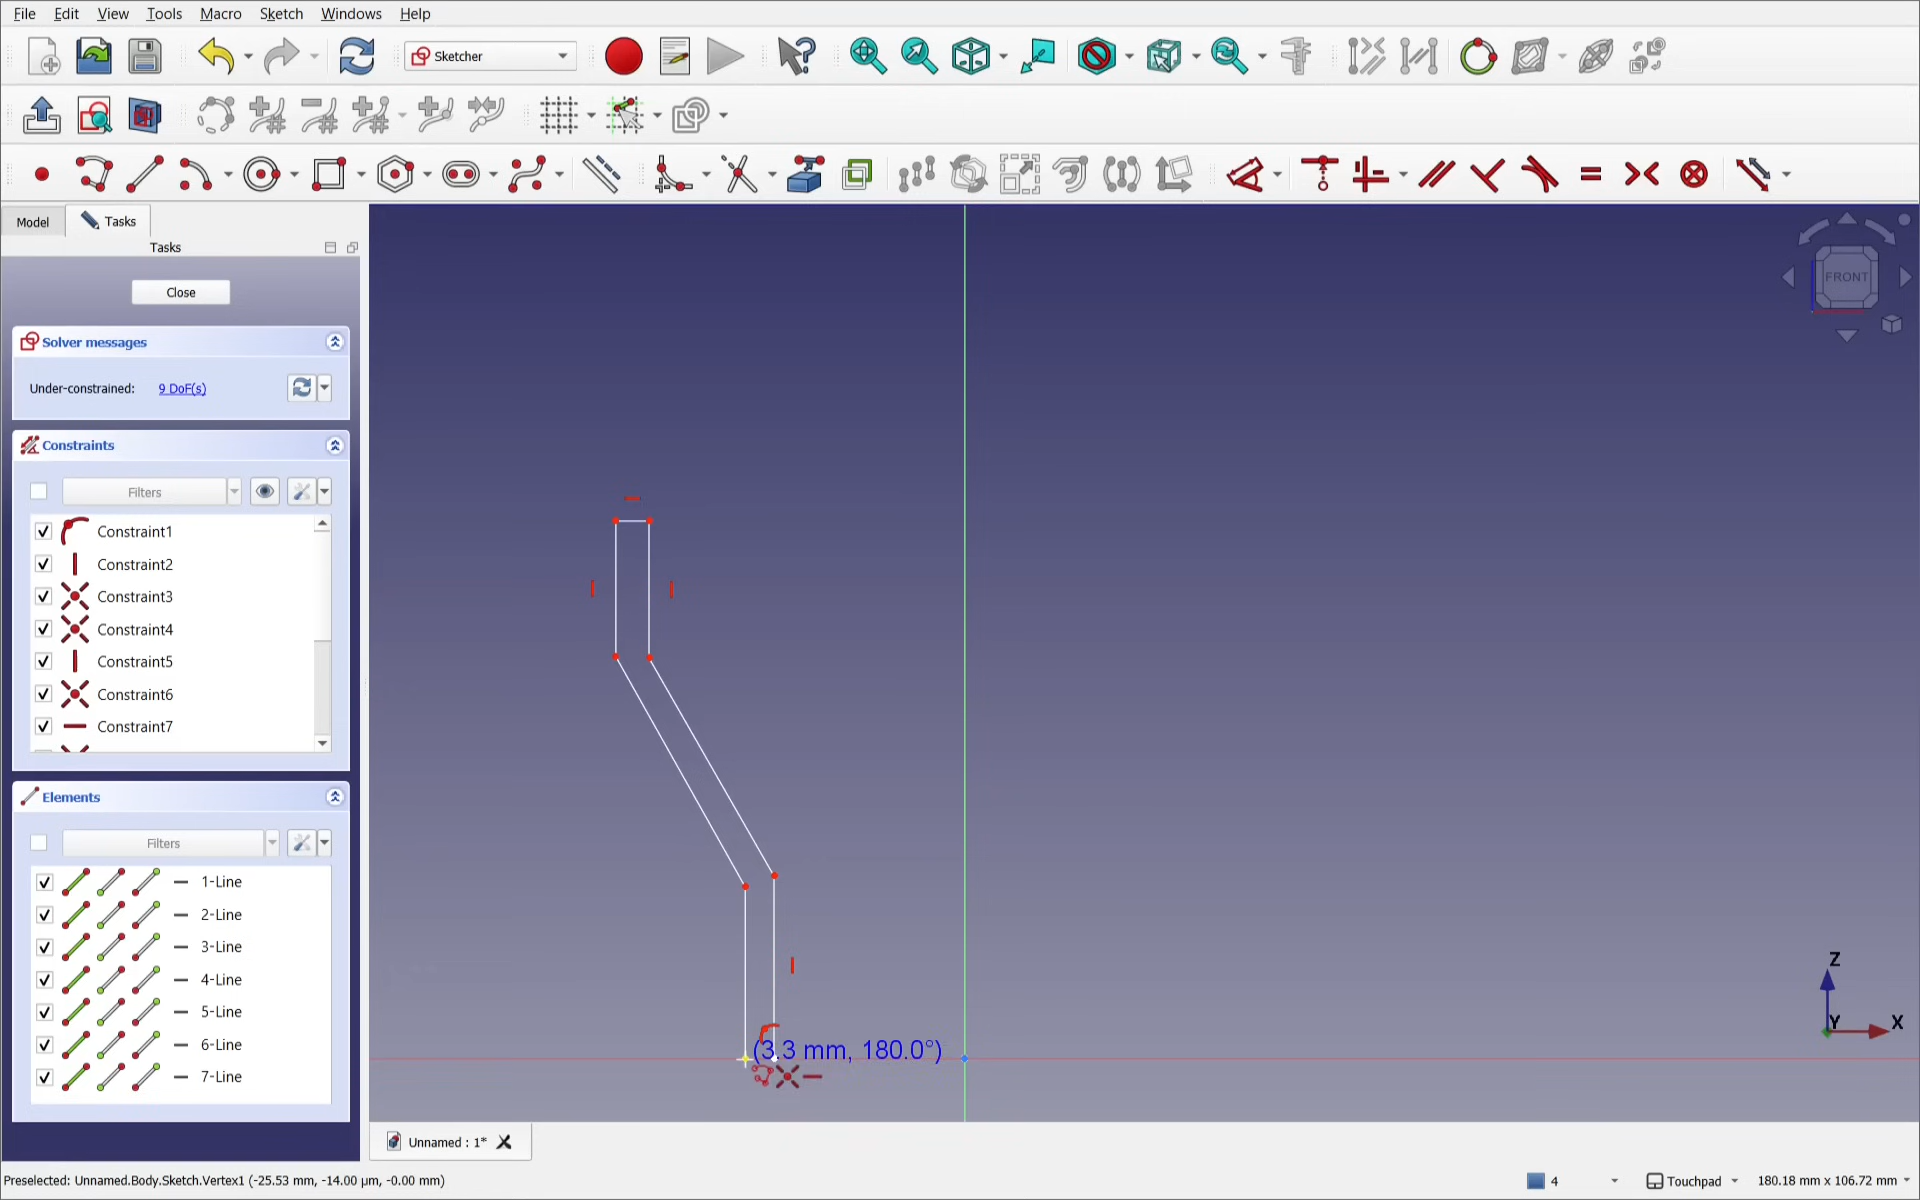 File Edit View Tools Macro Sketch Windows Help
Sketcher
Model Tasks
Tasks
Close
Solver messages
Under-constrained: 9 DoF(s)
Constraints
Filters
Constraint1
Constraint2
Constraint3
Constraint4
Constraint5
Constraint6
Constraint7
Elements
Filters
1-Line
2-Line
3-Line
4-Line
5-Line
6-Line
7-Line
FRONT
(3.3 mm, 180.0°)
Z
Y X
Unnamed : 1*
Preselected: Unnamed.Body.Sketch.Vertex1 (-25.53 mm, -14.00 µm, -0.00 mm) 4 Touchpad 180.18 mm x 106.72 mm